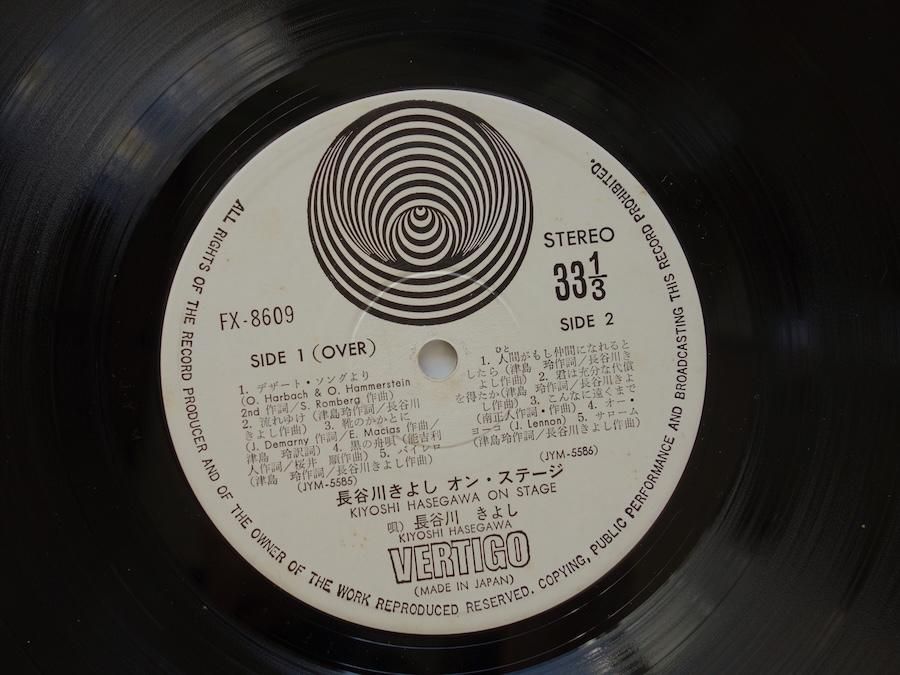 STEREO
33 1/3
SIDE 2
FX-8609
SIDE 1 (OVER)
1. デザート・ソングより
(O. Harbach & O. Hammerstein
2nd 作詞/S. Romberg 作曲)
2. 流れゆけ (津島玲作詞/長谷川
きよし作曲) 3. 靴のかかとに
(J. Demarny 作詞/E. Macias 作曲/
津島 玲訳詞) 4. 黒の舟唄 (能吉利
人作詞/桜井 順作曲) 5. バイレロ
(津島 玲作詞/長谷川きよし作曲)
(JYM-5585)
ひと
1. 人間がもし仲間になれると
したら (津島 玲作詞/長谷川き
よし作曲) 2. 君は充分な代償
を得たか (津島 玲作詞/長谷川きよ
し作曲) 3. こんなに遠くまで
(南正人作詞・作曲) 4. オー・
ヨーコ (J. Lennon) 5. サローム
(津島玲作詞/長谷川きよし作曲)
(JYM-5586)
長谷川きよし オン・ステージ
KIYOSHI HASEGAWA ON STAGE
唄) 長谷川 きよし
KIYOSHI HASEGAWA
VERTIGO
(MADE IN JAPAN)
ALL RIGHTS OF THE RECORD PRODUCER AND OF THE OWNER OF THE WORK REPRODUCED RESERVED. COPYING, PUBLIC PERFORMANCE AND BROADCASTING THIS RECORD PROHIBITED.